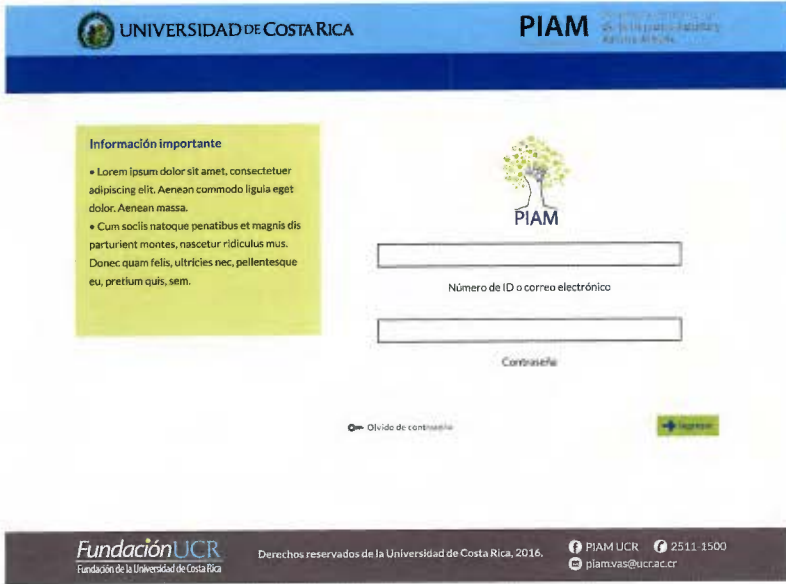 UNIVERSIDAD DE COSTA RICA
PIAM
Información importante
• Lorem ipsum dolor sit amet, consectetuer
adipiscing elit. Aenean commodo ligula eget
dolor. Aenean massa.
• Cum sociis natoque penatibus et magnis dis
parturient montes, nascetur ridiculus mus.
Donec quam felis, ultricies nec, pellentesque
eu, pretium quis, sem.
PIAM
Número de ID o correo electrónico
Contraseña
Olvido de contraseña
Ingresar
FundaciónUCR
Fundación de la Universidad de Costa Rica
Derechos reservados de la Universidad de Costa Rica, 2016.
PIAM UCR
2511-1500
piam.vas@ucr.ac.cr